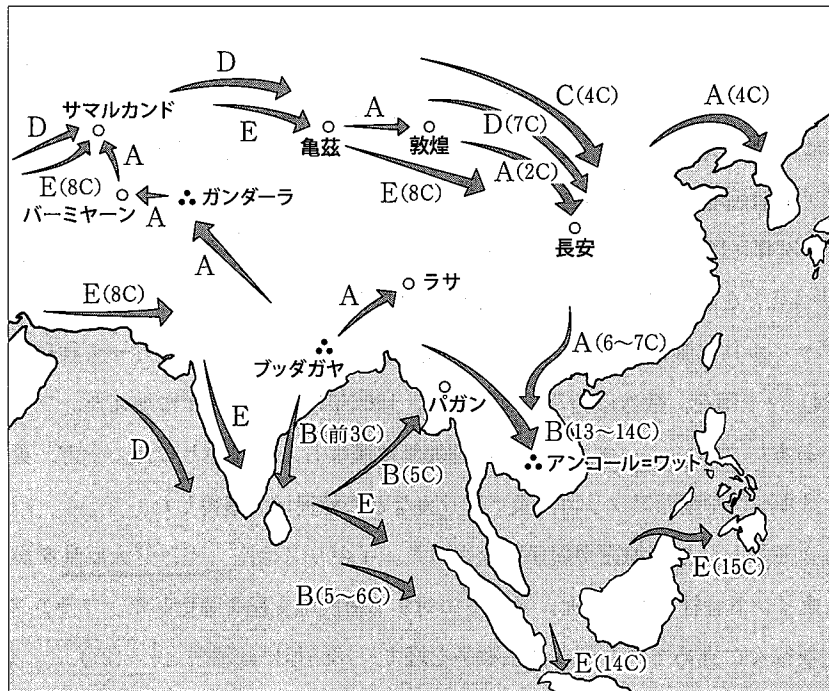 D
C(4C)
A(4C)
サマルカンド
D
E
A
D(7C)
亀茲
敦煌
A
A(2C)
E(8C)
E(8C)
バーミヤーン
A
ガンダーラ
長安
A
A
ラサ
E(8C)
A(6〜7C)
ブッダガヤ
パガン
E
B(前3C)
B(13〜14C)
D
アンコール=ワット
B(5C)
E
E(15C)
B(5〜6C)
E(14C)